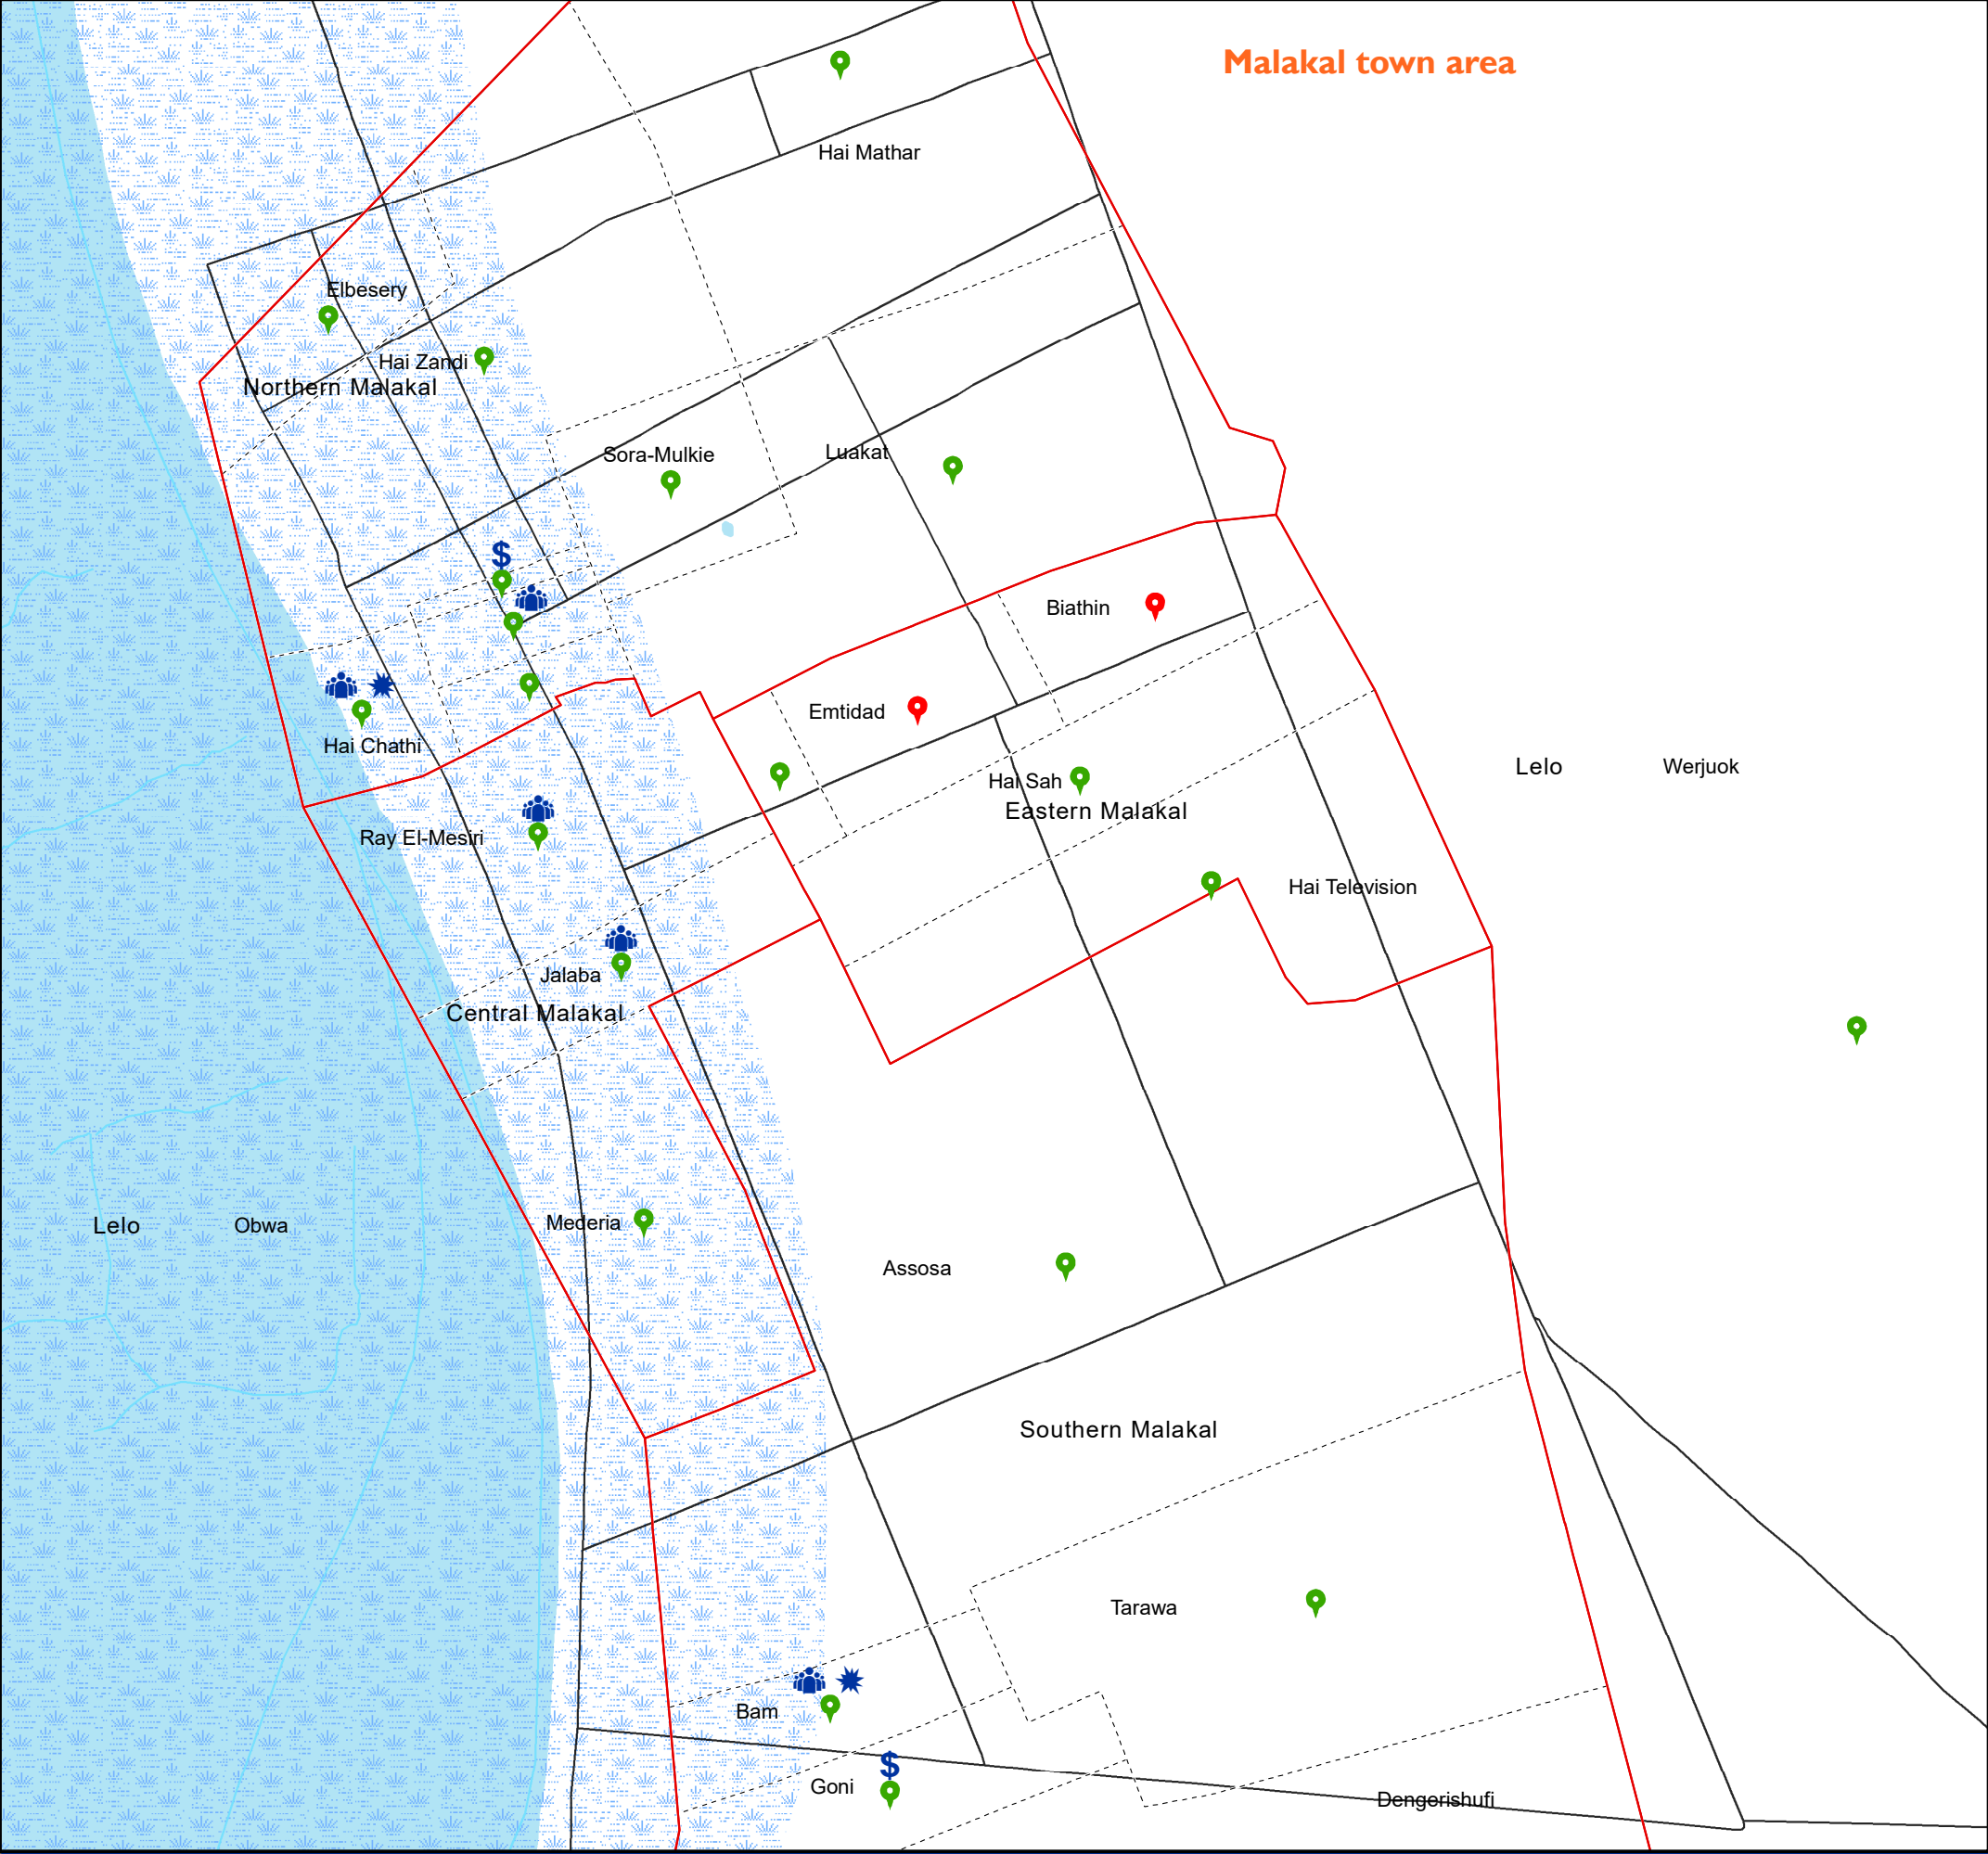 Malakal town area
Hai Mathar
Elbesery
Hai Zandi
Northern Malakal
Sora-Mulkie
Luakat
$
Biathin
Emtidad
Hai Chathi
Hai Sah
Lelo
Werjuok
Eastern Malakal
Ray El-Mesiri
Hai Television
Jalaba
Central Malakal
Mederia
Lelo
Obwa
Assosa
Southern Malakal
Tarawa
Bam
$
Goni
Dengerishufi